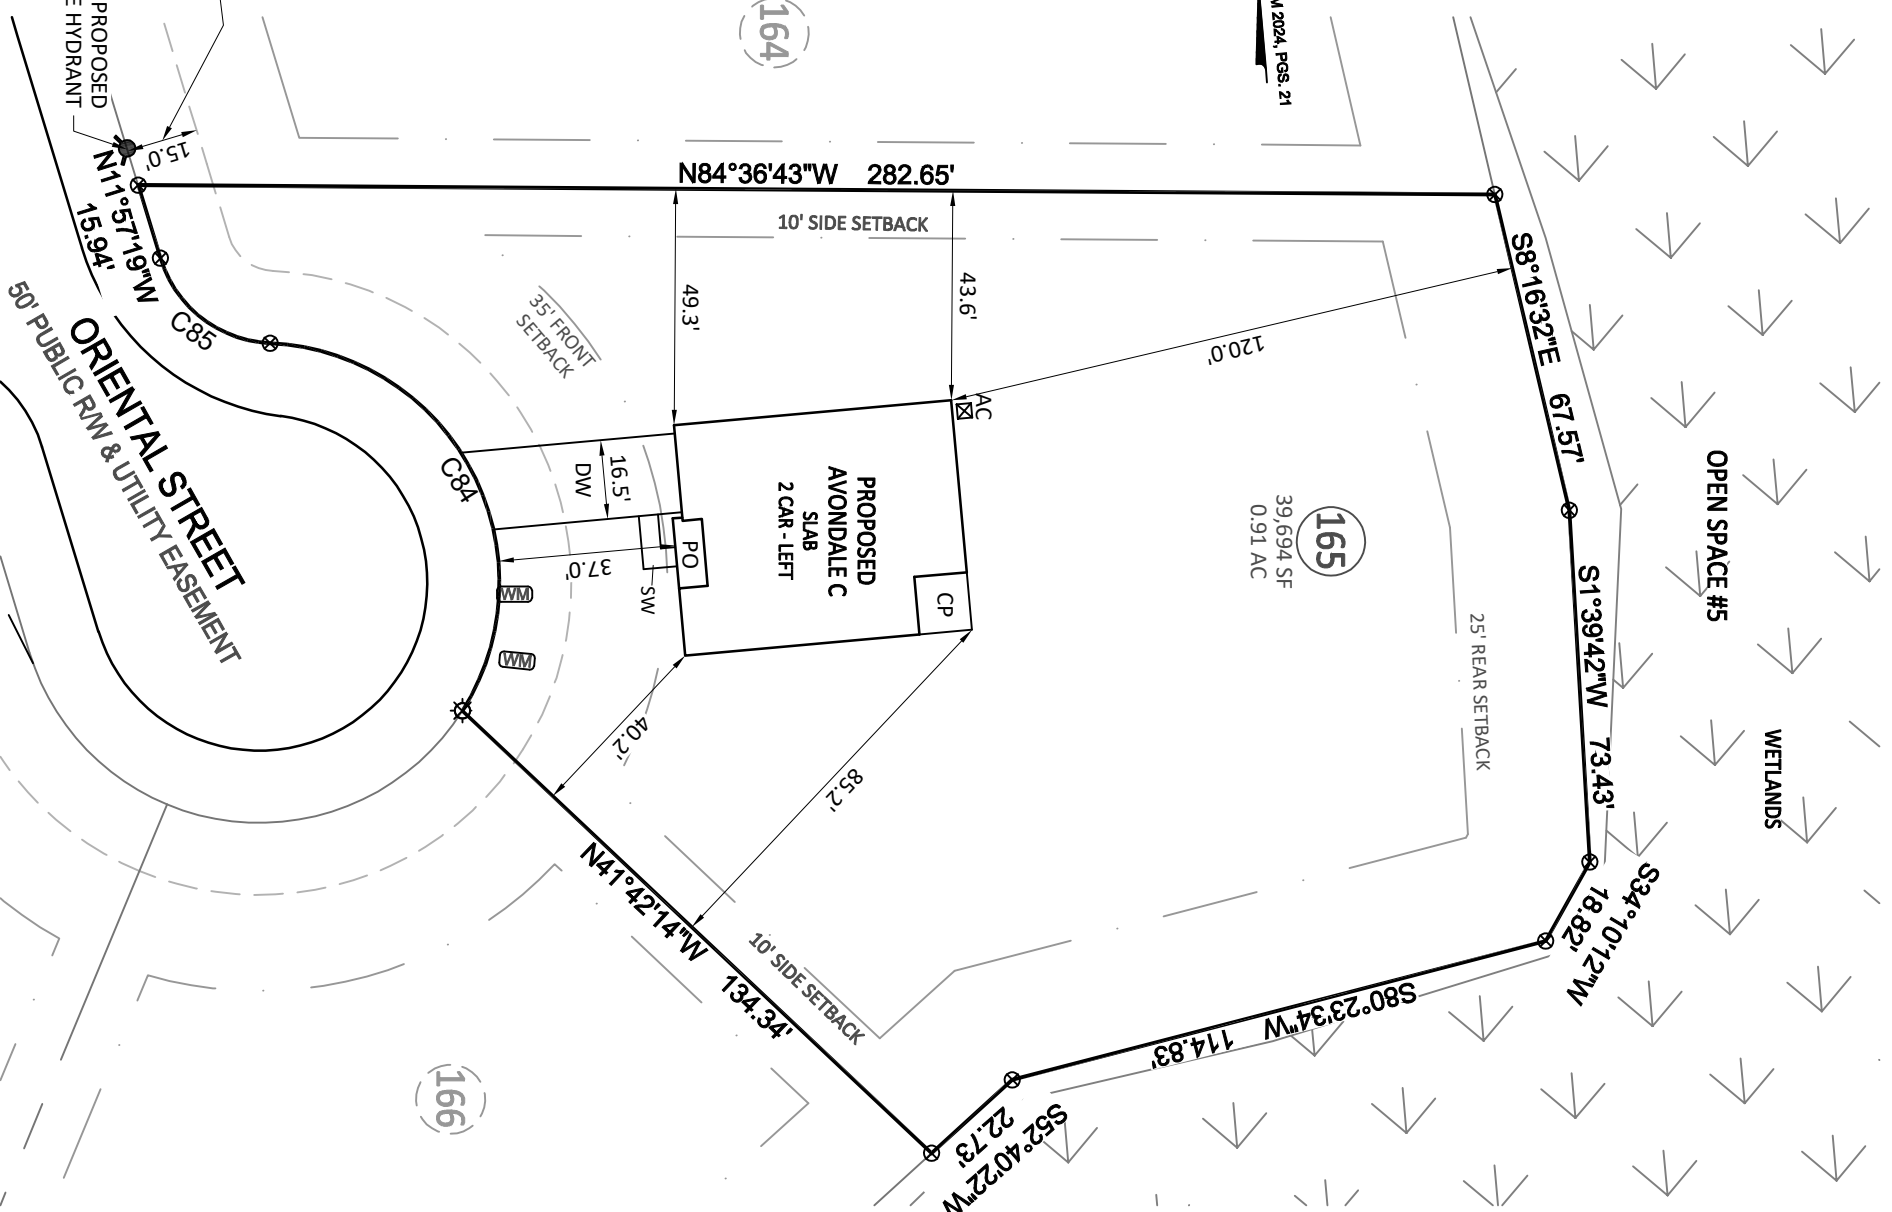 PROPOSED
E HYDRANT
15.0'
164
M 2024, PGS. 21
N84°36'43"W 282.65'
10' SIDE SETBACK
N11°57'19"W
15.94'
C85
ORIENTAL STREET
50' PUBLIC R/W & UTILITY EASEMENT
35' FRONT
SETBACK
49.3'
43.6'
120.0'
S8°16'32"E 67.57'
AC
C84
16.5'
DW
PROPOSED
AVONDALE C
SLAB
2 CAR - LEFT
PO
CP
37.0'
SW
WM
WM
165
39,694 SF
0.91 AC
OPEN SPACE #5
S1°39'42"W 73.43'
25' REAR SETBACK
WETLANDS
40.2'
85.2'
N41°42'14"W 134.34'
10' SIDE SETBACK
S34°10'12"W
18.82'
S80°23'34"W 114.83'
S52°40'22"W
22.73'
166